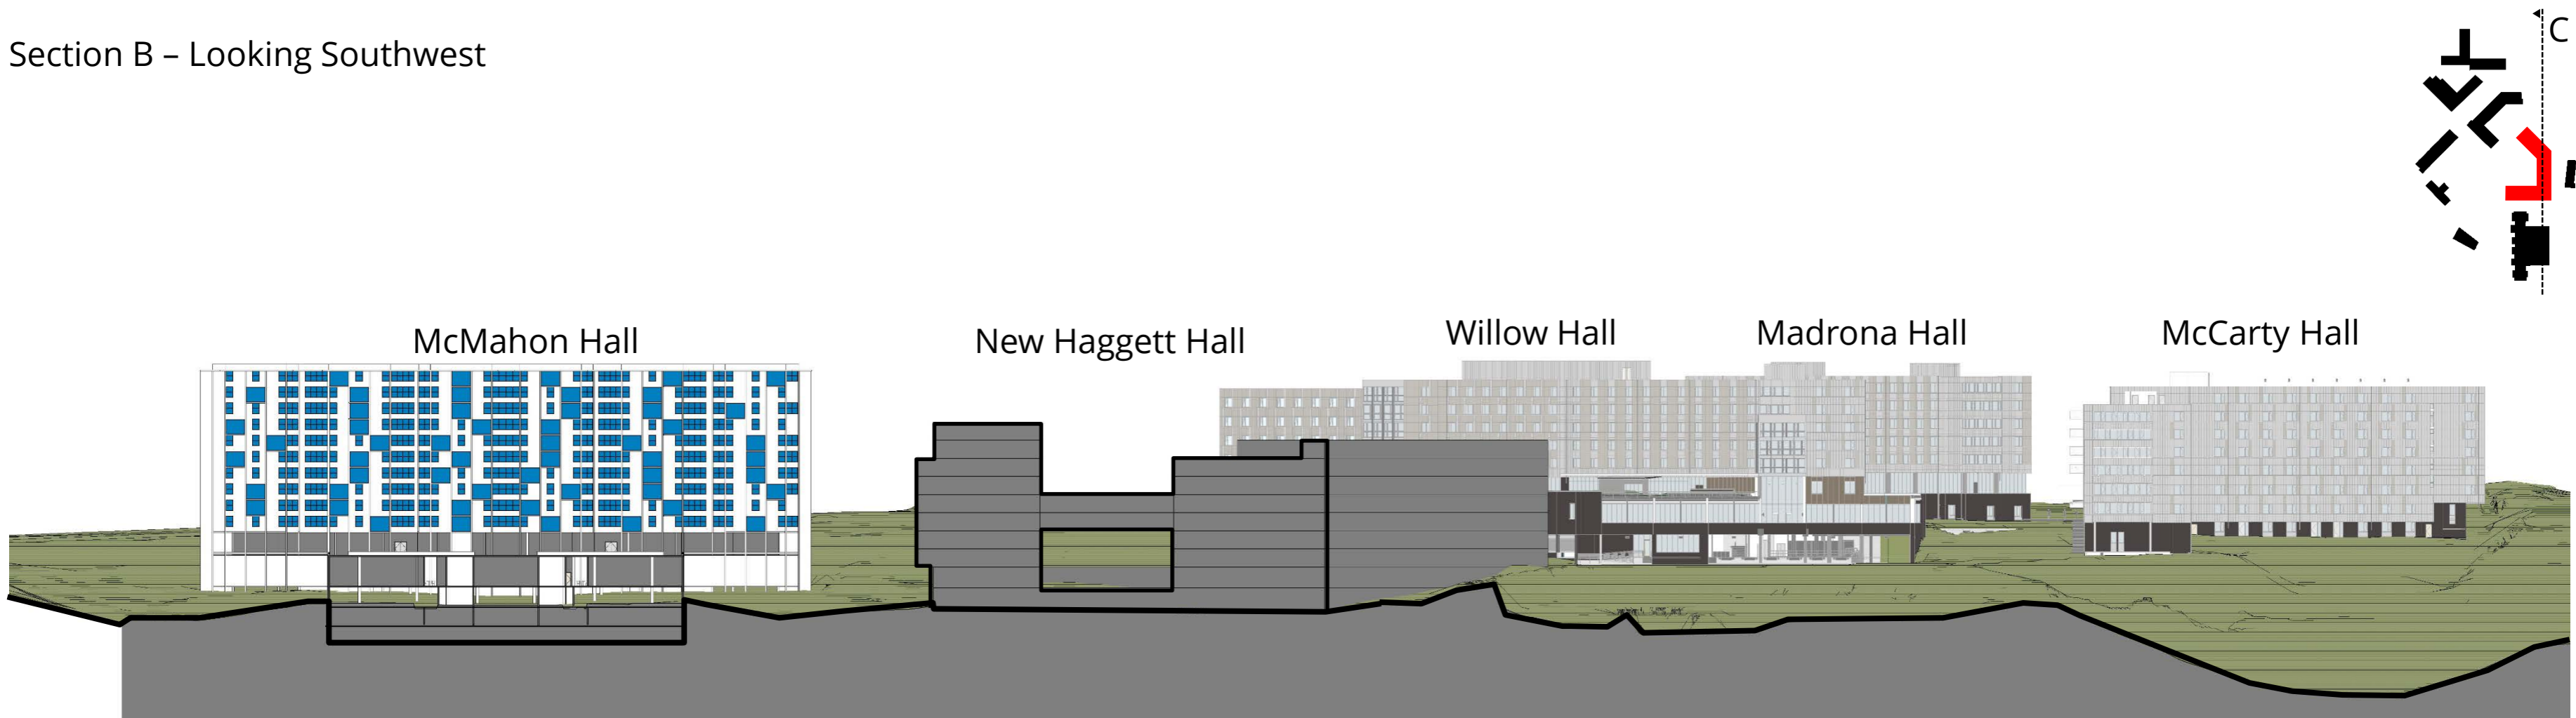 Section B – Looking Southwest
C
McMahon Hall
New Haggett Hall
Willow Hall
Madrona Hall
McCarty Hall